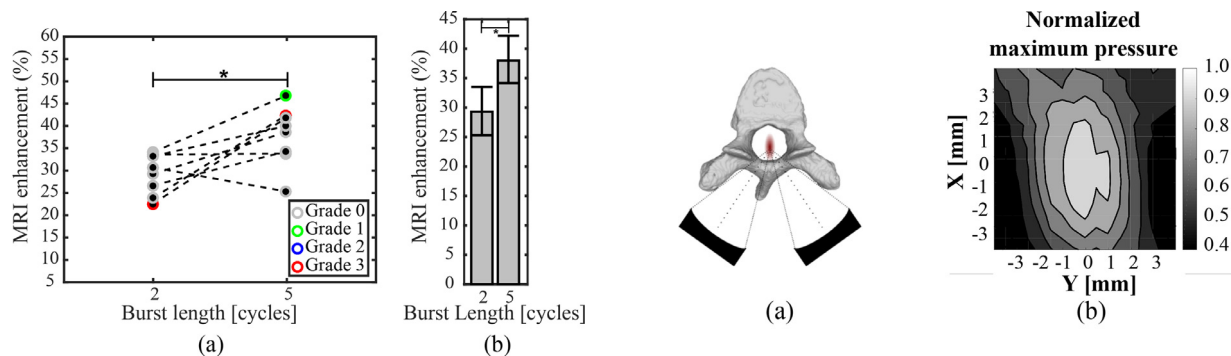 MRI enhancement (%)
60
55
50
45
40
35
30
25
20
15
10
5
*
Grade 0
Grade 1
Grade 2
Grade 3
2
5
Burst length [cycles]
(a)
MRI enhancement (%)
45
40
35
30
25
20
15
10
5
0
*
2
5
Burst Length [cycles]
(b)
(a)
Normalized
maximum pressure
X [mm]
3
2
1
0
-1
-2
-3
-3 -2 -1 0 1 2 3
Y [mm]
1.0
0.9
0.8
0.7
0.6
0.5
0.4
(b)